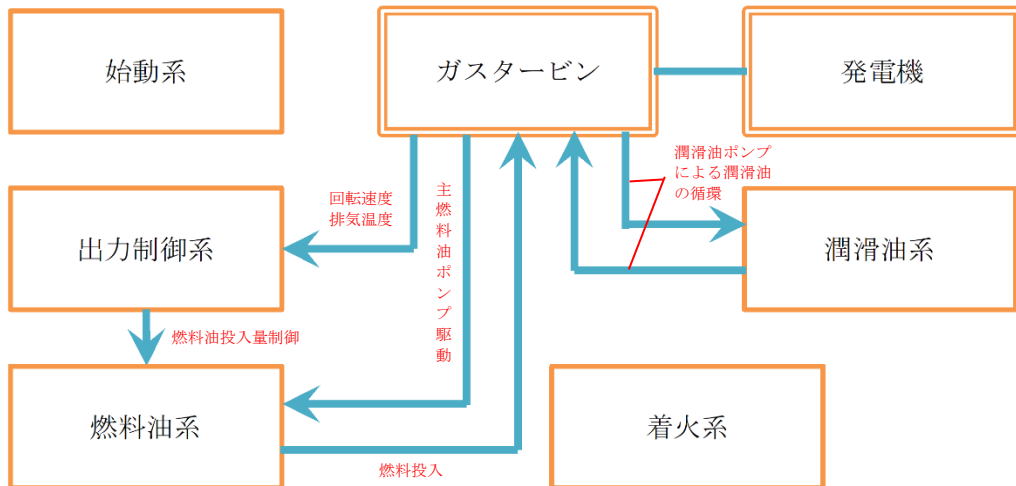 始動系
ガスタービン
発電機
潤滑油ポンプ
による潤滑油
の循環
回転速度
排気温度
主燃料油ポンプ駆動
出力制御系
潤滑油系
燃料油投入量制御
燃料油系
着火系
燃料投入